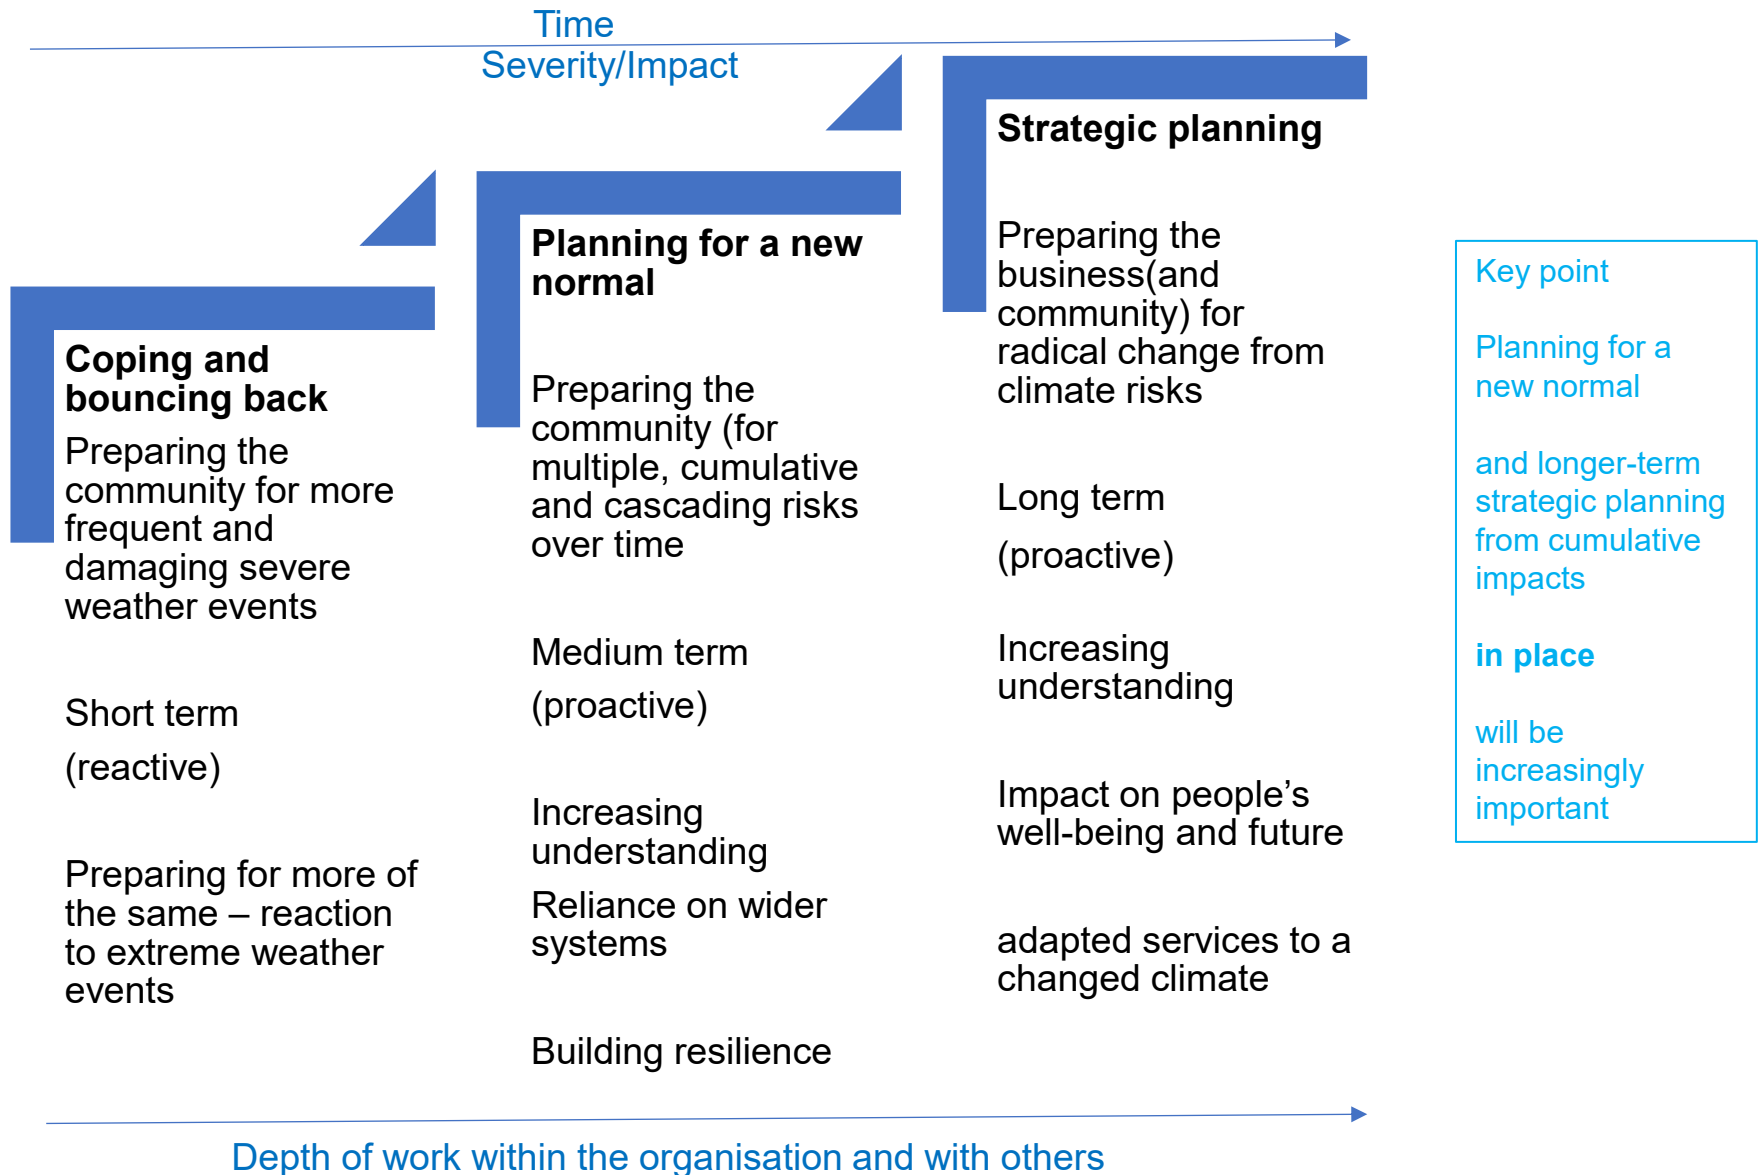 Time
Severity/Impact
Coping and
bouncing back
Preparing the
community for more
frequent and
damaging severe
weather events
Short term
(reactive)
Preparing for more of
the same – reaction
to extreme weather
events
Planning for a new
normal
Preparing the
community (for
multiple, cumulative
and cascading risks
over time
Medium term
(proactive)
Increasing
understanding
Reliance on wider
systems
Building resilience
Strategic planning
Preparing the
business(and
community) for
radical change from
climate risks
Long term
(proactive)
Increasing
understanding
Impact on people’s
well-being and future
adapted services to a
changed climate
Key point
Planning for a
new normal
and longer-term
strategic planning
from cumulative
impacts
in place
will be
increasingly
important
Depth of work within the organisation and with others